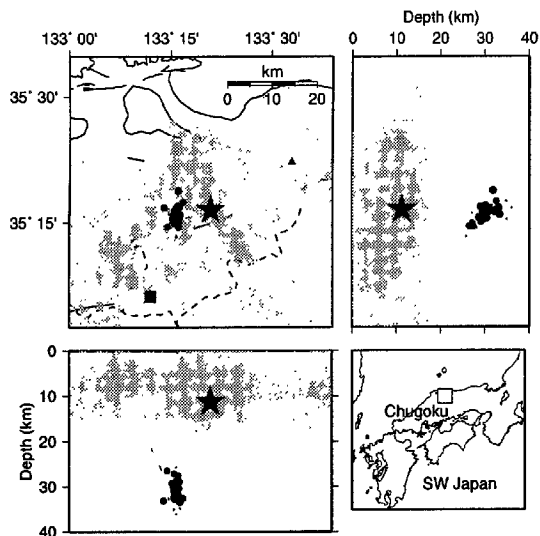 Depth (km)
133° 00' 133° 15' 133° 30' 0 10 20 30 40
km
0 10 20
35° 30'
35° 15'
0
10
20
30
40
Depth (km)
Chugoku
SW Japan